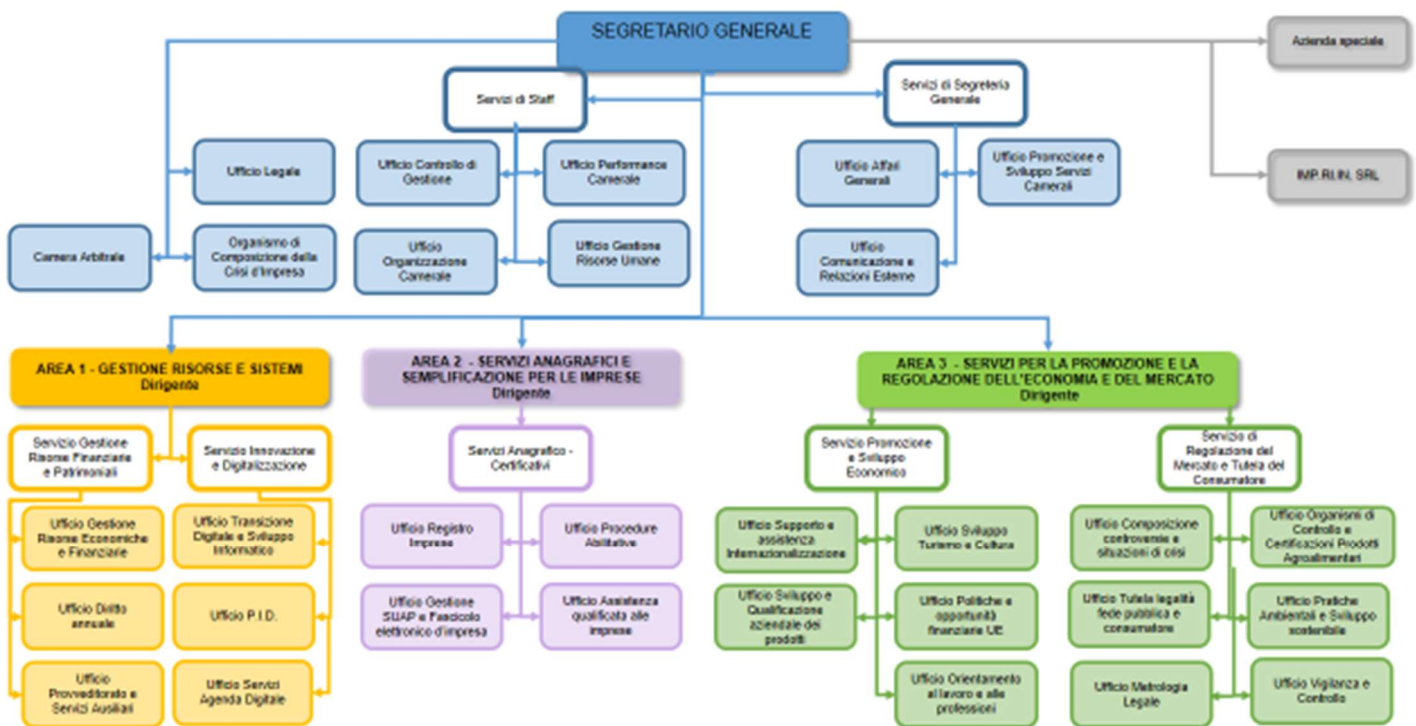 SEGRETARIO GENERALE
Azienda speciale
Servizi di Staff
Servizi di Segreteria
Generale
Ufficio Legale
Ufficio Controllo di
Gestione
Ufficio Performance
Camerale
Ufficio Affari
Generali
Ufficio Promozione e
Sviluppo Servizi
Camerali
IMP.RI.IN. SRL
Camera Arbitrale
Organismo di
Composizione della
Crisi d'Impresa
Ufficio
Organizzazione
Camerale
Ufficio Gestione
Risorse Umane
Ufficio
Comunicazione e
Relazioni Esterne
AREA 1 - GESTIONE RISORSE E SISTEMI
Dirigente
AREA 2 - SERVIZI ANAGRAFICI E
SEMPLIFICAZIONE PER LE IMPRESE
Dirigente
AREA 3 - SERVIZI PER LA PROMOZIONE E LA
REGOLAZIONE DELL'ECONOMIA E DEL MERCATO
Dirigente
Servizio Gestione
Risorse Finanziarie
e Patrimoniali
Servizio Innovazione
e Digitalizzazione
Servizi Anagrafico -
Certificativi
Servizio Promozione
e Sviluppo
Economico
Servizio di
Regolazione del
Mercato e Tutela del
Consumatore
Ufficio Gestione
Risorse Economiche
e Finanziarie
Ufficio Transizione
Digitale e Sviluppo
Informatico
Ufficio Registro
Imprese
Ufficio Procedure
Abilitative
Ufficio Supporto e
assistenza
Internazionalizzazione
Ufficio Sviluppo
Turismo e Cultura
Ufficio Composizione
controversie e
situazioni di crisi
Ufficio Organismi di
Controllo e
Certificazioni Prodotti
Agroalimentari
Ufficio Diritto
annuale
Ufficio P.I.D.
Ufficio Gestione
SUAP e Fascicolo
elettronico d'impresa
Ufficio Assistenza
qualificata alle
imprese
Ufficio Sviluppo e
Qualificazione
aziendale dei
prodotti
Ufficio Politiche e
opportunità
finanziarie UE
Ufficio Tutela legalità
fede pubblica e
consumatore
Ufficio Pratiche
Ambientali e Sviluppo
sostenibile
Ufficio
Provveditorato e
Servizi Ausiliari
Ufficio Servizi
Agenda Digitale
Ufficio Orientamento
al lavoro e alle
professioni
Ufficio Metrologia
Legale
Ufficio Vigilanza e
Controllo